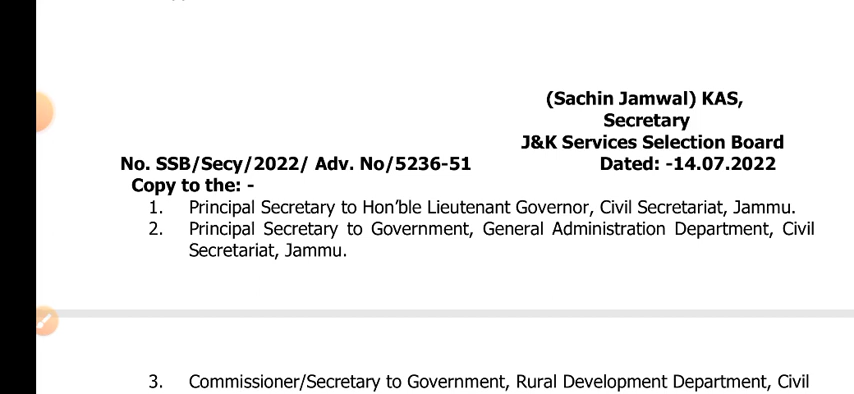 (Sachin Jamwal) KAS,
Secretary
J&K Services Selection Board
No. SSB/Secy/2022/ Adv. No/5236-51 Dated: -14.07.2022
Copy to the: -
1. Principal Secretary to Hon'ble Lieutenant Governor, Civil Secretariat, Jammu.
2. Principal Secretary to Government, General Administration Department, Civil
Secretariat, Jammu.
3. Commissioner/Secretary to Government, Rural Development Department, Civil